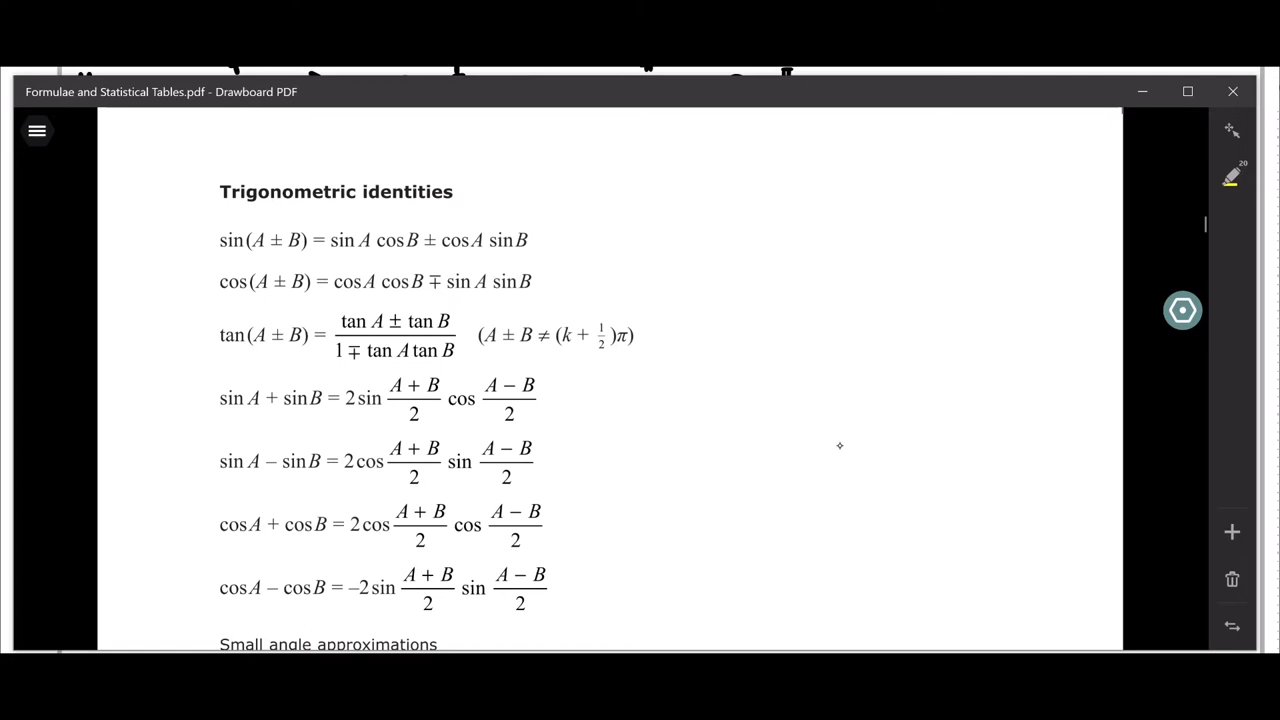 Formulae and Statistical Tables.pdf - Drawboard PDF
20
Trigonometric identities
sin(A ± B) = sin A cos B ± cos A sin B
cos(A ± B) = cos A cos B ∓ sin A sin B
tan(A ± B) = (tan A ± tan B)/(1 ∓ tan A tan B) (A ± B ≠ (k + 1/2)π)
sin A + sin B = 2 sin (A + B)/2 cos (A − B)/2
sin A − sin B = 2 cos (A + B)/2 sin (A − B)/2
cos A + cos B = 2 cos (A + B)/2 cos (A − B)/2
cos A − cos B = −2 sin (A + B)/2 sin (A − B)/2
Small angle approximations